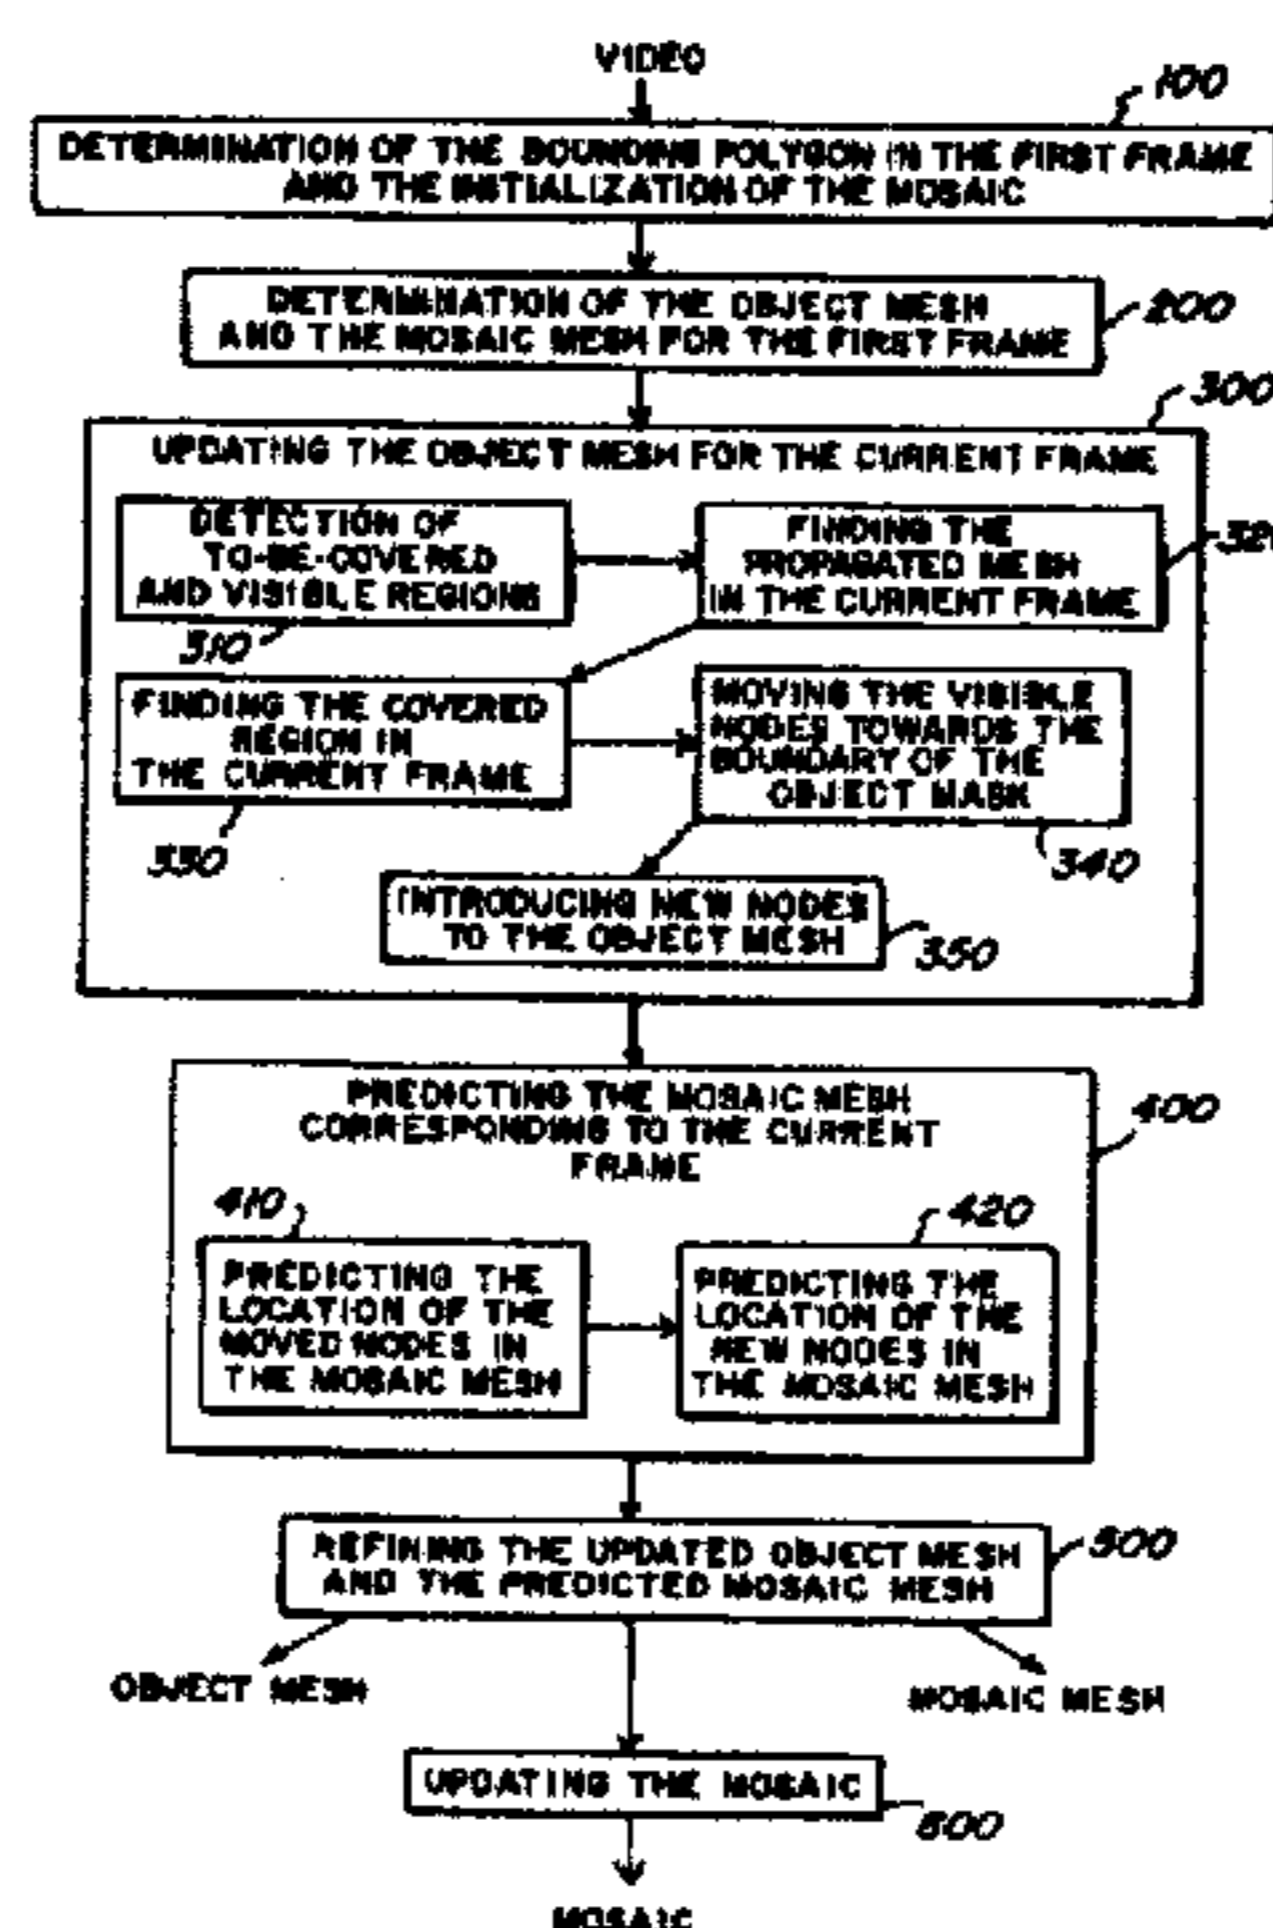 VIDEO
100
DETERMINATION OF THE BOUNDING POLYGON IN THE FIRST FRAME
AND THE INITIALIZATION OF THE MOSAIC
DETERMINATION OF THE OBJECT MESH
AND THE MOSAIC MESH FOR THE FIRST FRAME
200
300
UPDATING THE OBJECT MESH FOR THE CURRENT FRAME
DETECTION OF
TO-BE-COVERED
AND VISIBLE REGIONS
310
FINDING THE
PROPAGATED MESH
IN THE CURRENT FRAME
FINDING THE COVERED
REGION IN
THE CURRENT FRAME
330
MOVING THE VISIBLE
NODES TOWARDS THE
BOUNDARY OF THE
OBJECT MASK
340
INTRODUCING NEW NODES
TO THE OBJECT MESH
350
PREDICTING THE MOSAIC MESH
CORRESPONDING TO THE CURRENT
FRAME
400
410
PREDICTING THE
LOCATION OF THE
MOVED NODES IN
THE MOSAIC MESH
420
PREDICTING THE
LOCATION OF THE
NEW NODES IN
THE MOSAIC MESH
REFINING THE UPDATED OBJECT MESH
AND THE PREDICTED MOSAIC MESH
500
OBJECT MESH
MOSAIC MESH
UPDATING THE MOSAIC
600
MOSAIC